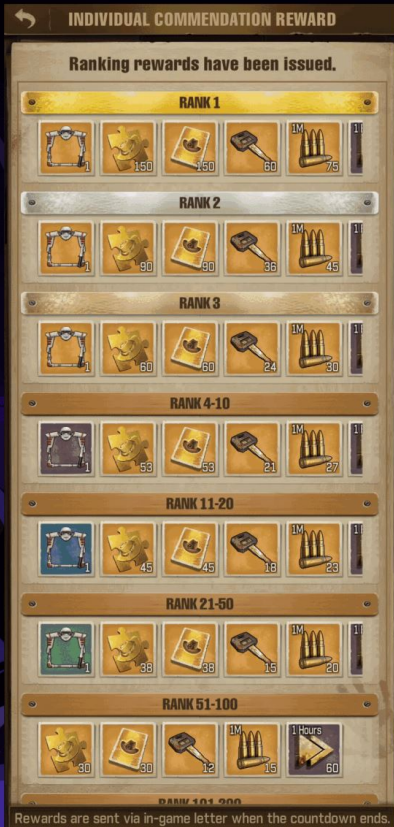 INDIVIDUAL COMMENDATION REWARD
Ranking rewards have been issued.
RANK 1
1 150 150 60 1M 75
RANK 2
1 90 90 36 1M 45
RANK 3
1 60 60 24 1M 30
RANK 4-10
1 53 53 21 1M 27
RANK 11-20
1 45 45 18 1M 23
RANK 21-50
1 38 38 15 1M 20
RANK 51-100
30 30 12 1M 15 1 Hours 60
RANK 101-200
Rewards are sent via in-game letter when the countdown ends.